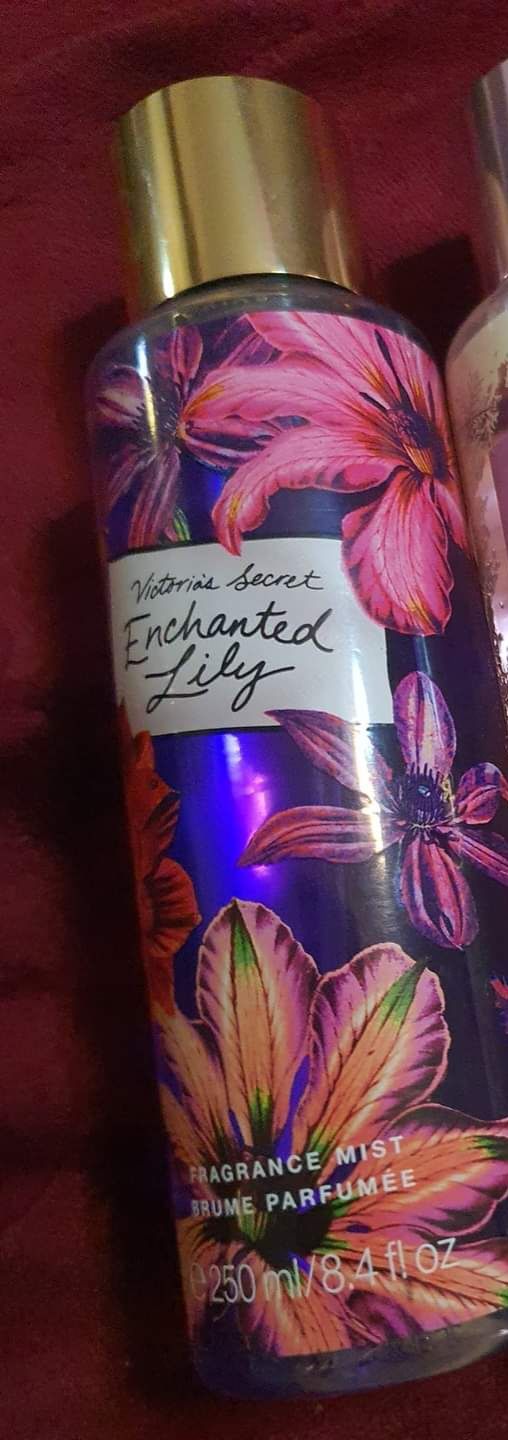 Victoria's Secret
Enchanted
Lily
FRAGRANCE MIST
BRUME PARFUMÉE
℮ 250 ml/8.4 fl oz